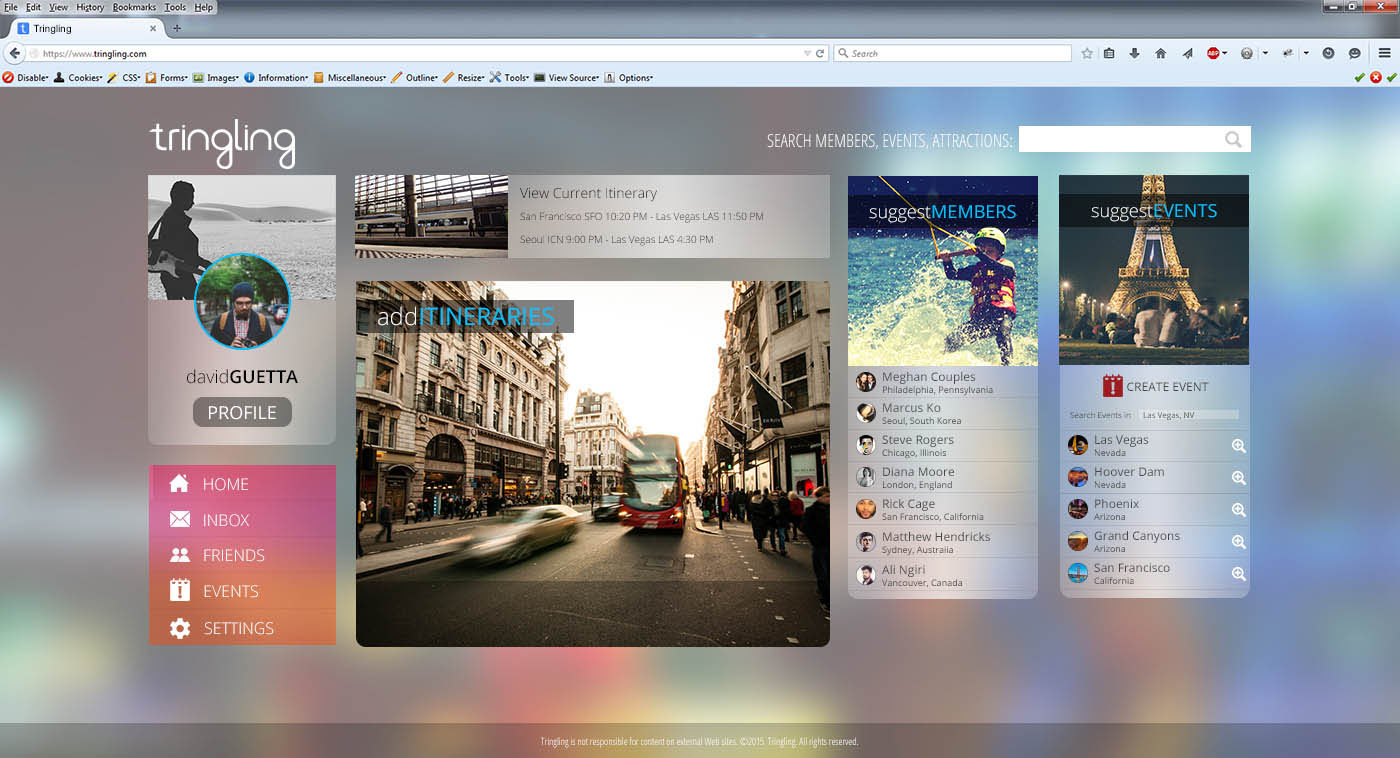 File Edit View History Bookmarks Tools Help
Tringling
https://www.tringling.com
Search
Disable Cookies CSS Forms Images Information Miscellaneous Outline Resize Tools View Source Options
tringling
SEARCH MEMBERS, EVENTS, ATTRACTIONS:
davidGUETTA
PROFILE
HOME
INBOX
FRIENDS
EVENTS
SETTINGS
View Current Itinerary
San Francisco SFO 10:20 PM - Las Vegas LAS 11:50 PM
Seoul ICN 9:00 PM - Las Vegas LAS 4:30 PM
addITINERARIES
suggestMEMBERS
Meghan Couples
Philadelphia, Pennsylvania
Marcus Ko
Seoul, South Korea
Steve Rogers
Chicago, Illinois
Diana Moore
London, England
Rick Cage
San Francisco, California
Matthew Hendricks
Sydney, Australia
Ali Ngiri
Vancouver, Canada
suggestEVENTS
CREATE EVENT
Search Events in Las Vegas, NV
Las Vegas
Nevada
Hoover Dam
Nevada
Phoenix
Arizona
Grand Canyons
Arizona
San Francisco
California
Tringling is not responsible for content on external Web sites. ©2015 Tringling. All rights reserved.